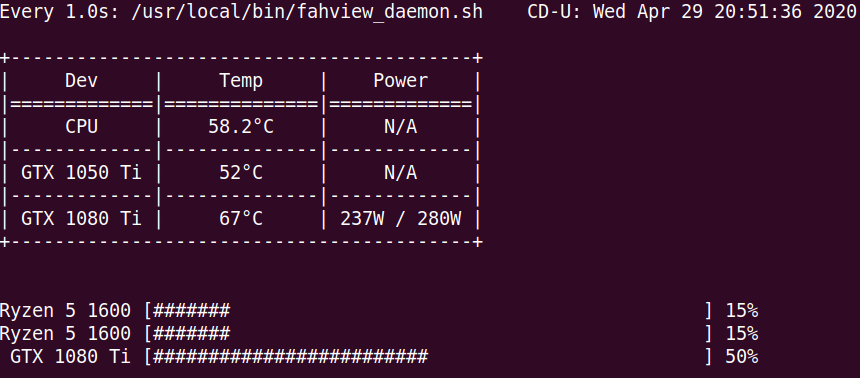 Every 1.0s: /usr/local/bin/fahview_daemon.sh    CD-U: Wed Apr 29 20:51:36 2020
+------------------------------------------+
|     Dev     |     Temp     |    Power    |
|=============|==============|=============|
|     CPU     |    58.2°C    |     N/A     |
|-------------|--------------|-------------|
| GTX 1050 Ti |     52°C     |     N/A     |
|-------------|--------------|-------------|
| GTX 1080 Ti |     67°C     | 237W / 280W |
+------------------------------------------+
Ryzen 5 1600 [#######                                           ] 15%
Ryzen 5 1600 [#######                                           ] 15%
 GTX 1080 Ti [#########################                         ] 50%